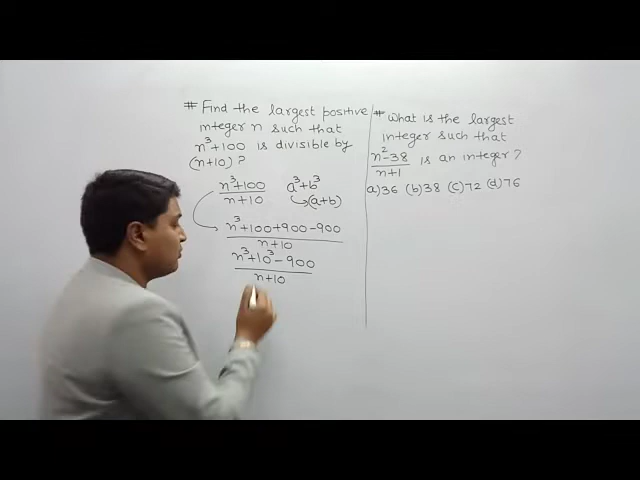 # Find the largest positive
integer n such that
n³+100 is divisible by
(n+10) ?
n³+100
n+10
a³+b³
↳(a+b)
n³+100+900-900
n+10
n³+10³-900
n+10
# What is the largest
integer such that
n²-38
n+1
is an integer ?
a) 36 (b) 38 (c) 72 (d) 76